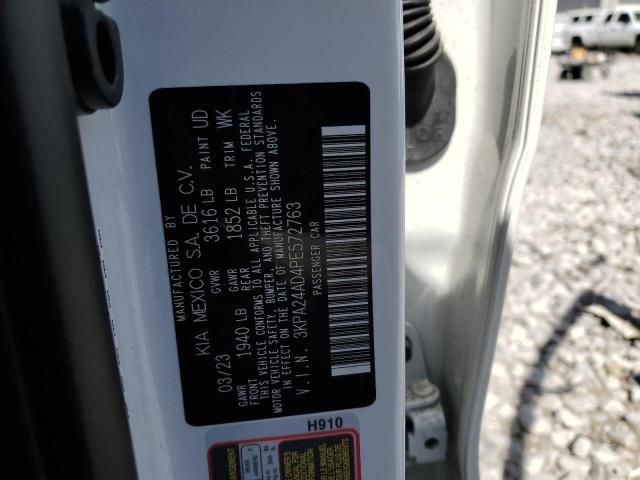 MANUFACTURED BY
KIA MEXICO S.A. DE C.V.
03/23 GVWR 3616 LB PAINT UD
GAWR FRONT 1940 LB GAWR REAR 1852 LB TRIM WK
THIS VEHICLE CONFORMS TO ALL APPLICABLE U.S.A. FEDERAL
MOTOR VEHICLE SAFETY, BUMPER, AND THEFT PREVENTION STANDARDS
IN EFFECT ON THE DATE OF MANUFACTURE SHOWN ABOVE.
V.I.N. 3KPA24AD4PE572763
PASSENGER CAR
H910